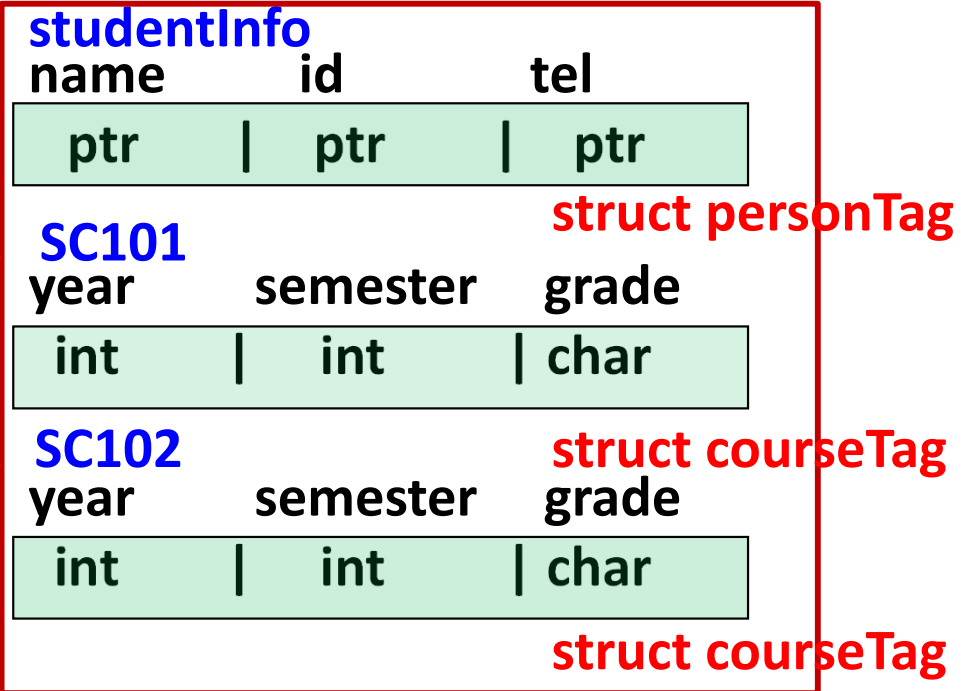 studentInfo
name id tel
ptr | ptr | ptr
struct personTag
SC101
year semester grade
int | int | char
struct courseTag
SC102
year semester grade
int | int | char
struct courseTag